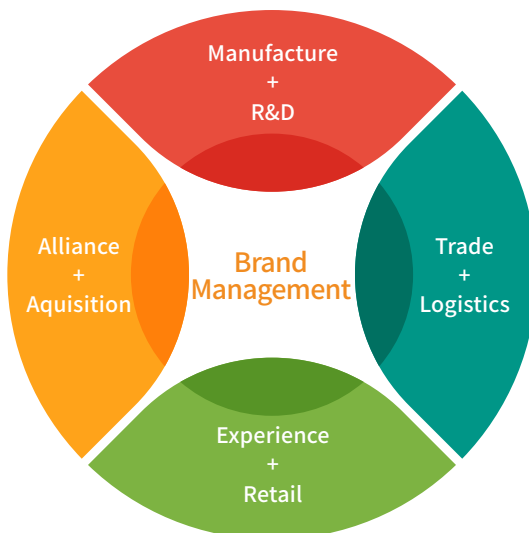 Manufacture
+
R&D
Alliance
+
Aquisition
Brand
Management
Trade
+
Logistics
Experience
+
Retail